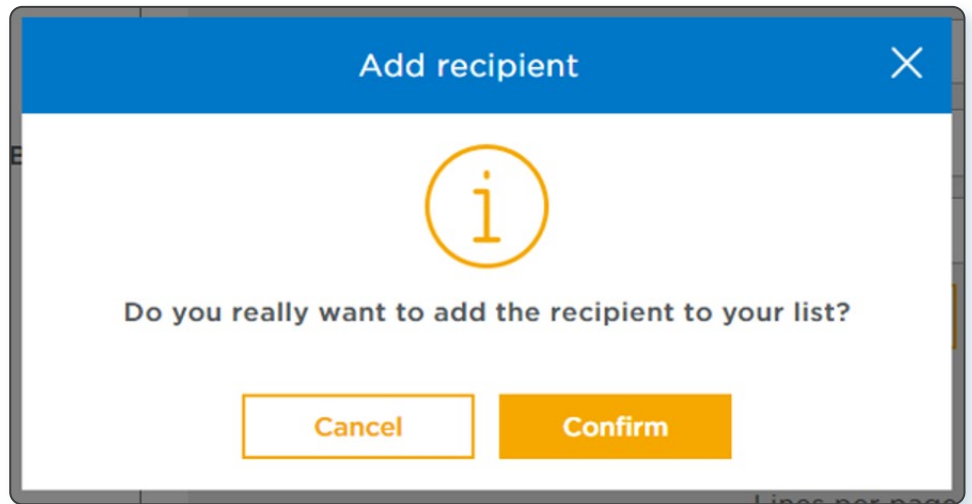 Add recipient
B
i
Do you really want to add the recipient to your list?
Cancel
Confirm
Lines per page